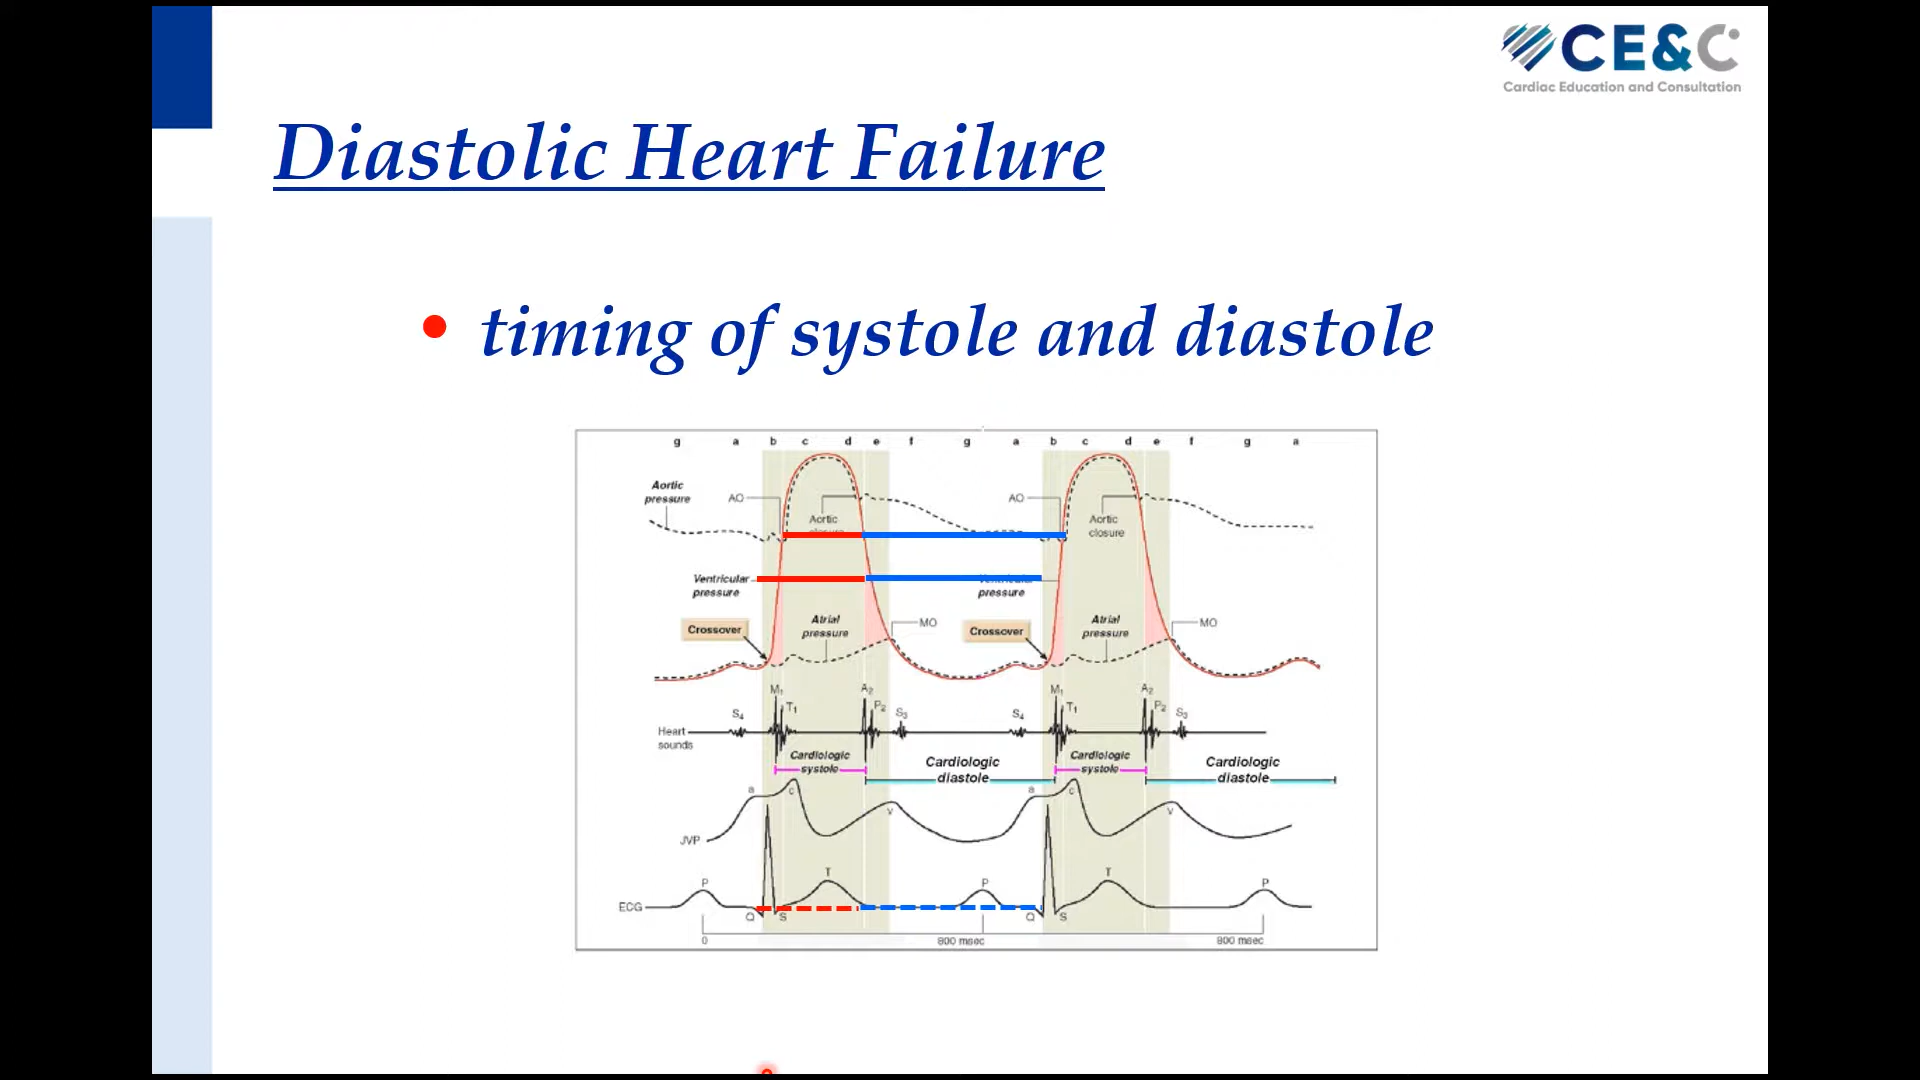 CE&C
Cardiac Education and Consultation
Diastolic Heart Failure
• timing of systole and diastole
g a b c d e f g a b c d e f g a
Aortic
pressure
AO
Aortic
closure
AO
Aortic
closure
Ventricular
pressure
Ventricular
pressure
Crossover
Atrial
pressure
MO
Crossover
Atrial
pressure
MO
M1 A2 M1 A2
S4 T1 P2 S3 S4 T1 P2 S3
Heart
sounds
Cardiologic
systole
Cardiologic
diastole
Cardiologic
systole
Cardiologic
diastole
a c v a c v
JVP
P T P T P
ECG
Q S Q S
0 800 msec 800 msec